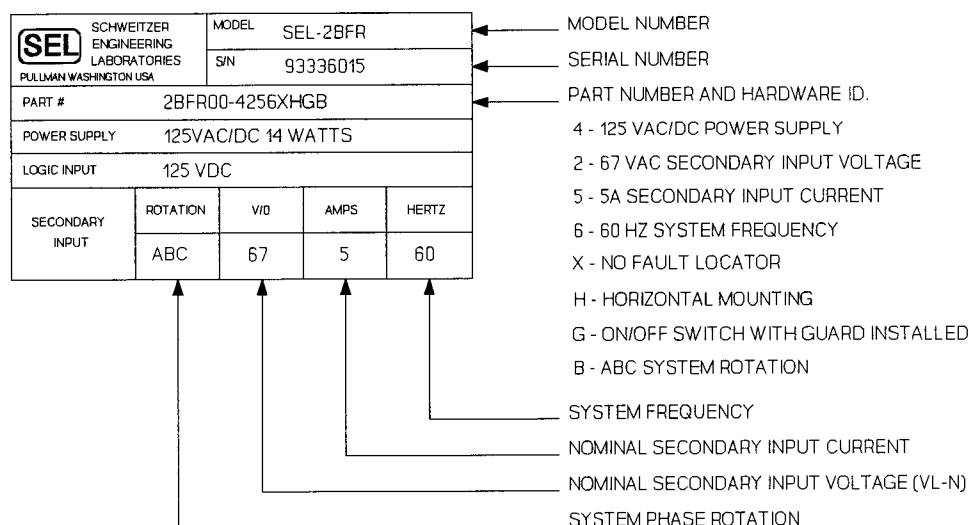 SEL
SCHWEITZER
ENGINEERING
LABORATORIES
PULLMAN WASHINGTON USA
MODEL SEL-2BFR
S/N 93336015
PART # 2BFR00-4256XHGB
POWER SUPPLY 125VAC/DC 14 WATTS
LOGIC INPUT 125 VDC
SECONDARY
INPUT
ROTATION V/Ø AMPS HERTZ
ABC 67 5 60
MODEL NUMBER
SERIAL NUMBER
PART NUMBER AND HARDWARE ID.
4 - 125 VAC/DC POWER SUPPLY
2 - 67 VAC SECONDARY INPUT VOLTAGE
5 - 5A SECONDARY INPUT CURRENT
6 - 60 HZ SYSTEM FREQUENCY
X - NO FAULT LOCATOR
H - HORIZONTAL MOUNTING
G - ON/OFF SWITCH WITH GUARD INSTALLED
B - ABC SYSTEM ROTATION
SYSTEM FREQUENCY
NOMINAL SECONDARY INPUT CURRENT
NOMINAL SECONDARY INPUT VOLTAGE (VL-N)
SYSTEM PHASE ROTATION